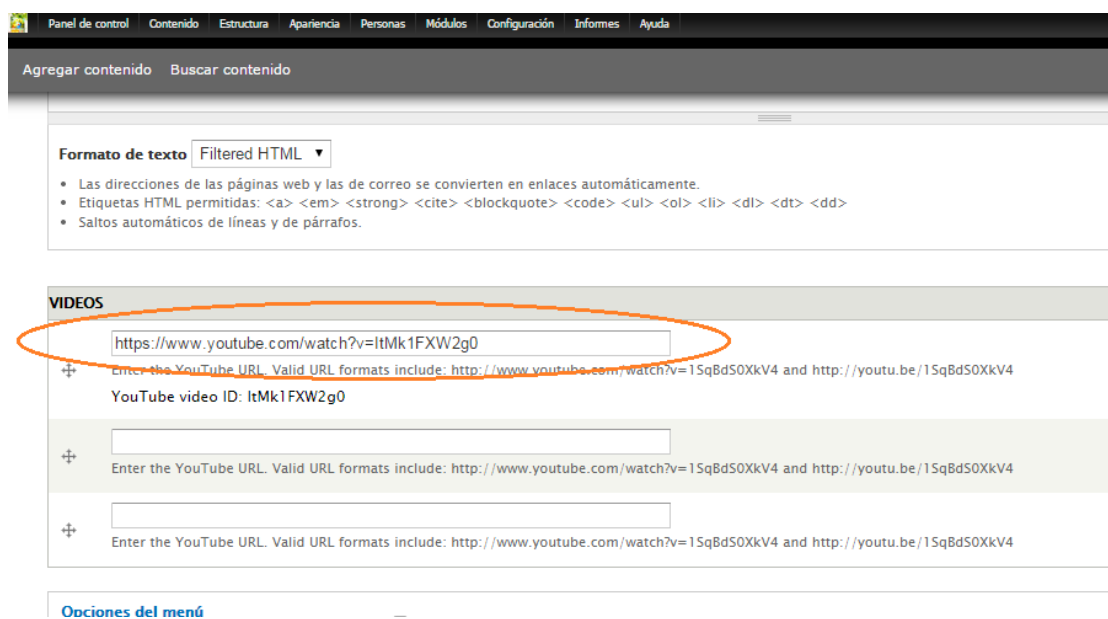 Panel de control Contenido Estructura Apariencia Personas Módulos Configuración Informes Ayuda
Agregar contenido Buscar contenido
Formato de texto Filtered HTML
Las direcciones de las páginas web y las de correo se convierten en enlaces automáticamente.
Etiquetas HTML permitidas: <a> <em> <strong> <cite> <blockquote> <code> <ul> <ol> <li> <dl> <dt> <dd>
Saltos automáticos de líneas y de párrafos.
VIDEOS
https://www.youtube.com/watch?v=ItMk1FXW2g0
Enter the YouTube URL. Valid URL formats include: http://www.youtube.com/watch?v=1SqBdS0XkV4 and http://youtu.be/1SqBdS0XkV4
YouTube video ID: ItMk1FXW2g0
Enter the YouTube URL. Valid URL formats include: http://www.youtube.com/watch?v=1SqBdS0XkV4 and http://youtu.be/1SqBdS0XkV4
Enter the YouTube URL. Valid URL formats include: http://www.youtube.com/watch?v=1SqBdS0XkV4 and http://youtu.be/1SqBdS0XkV4
Opciones del menú